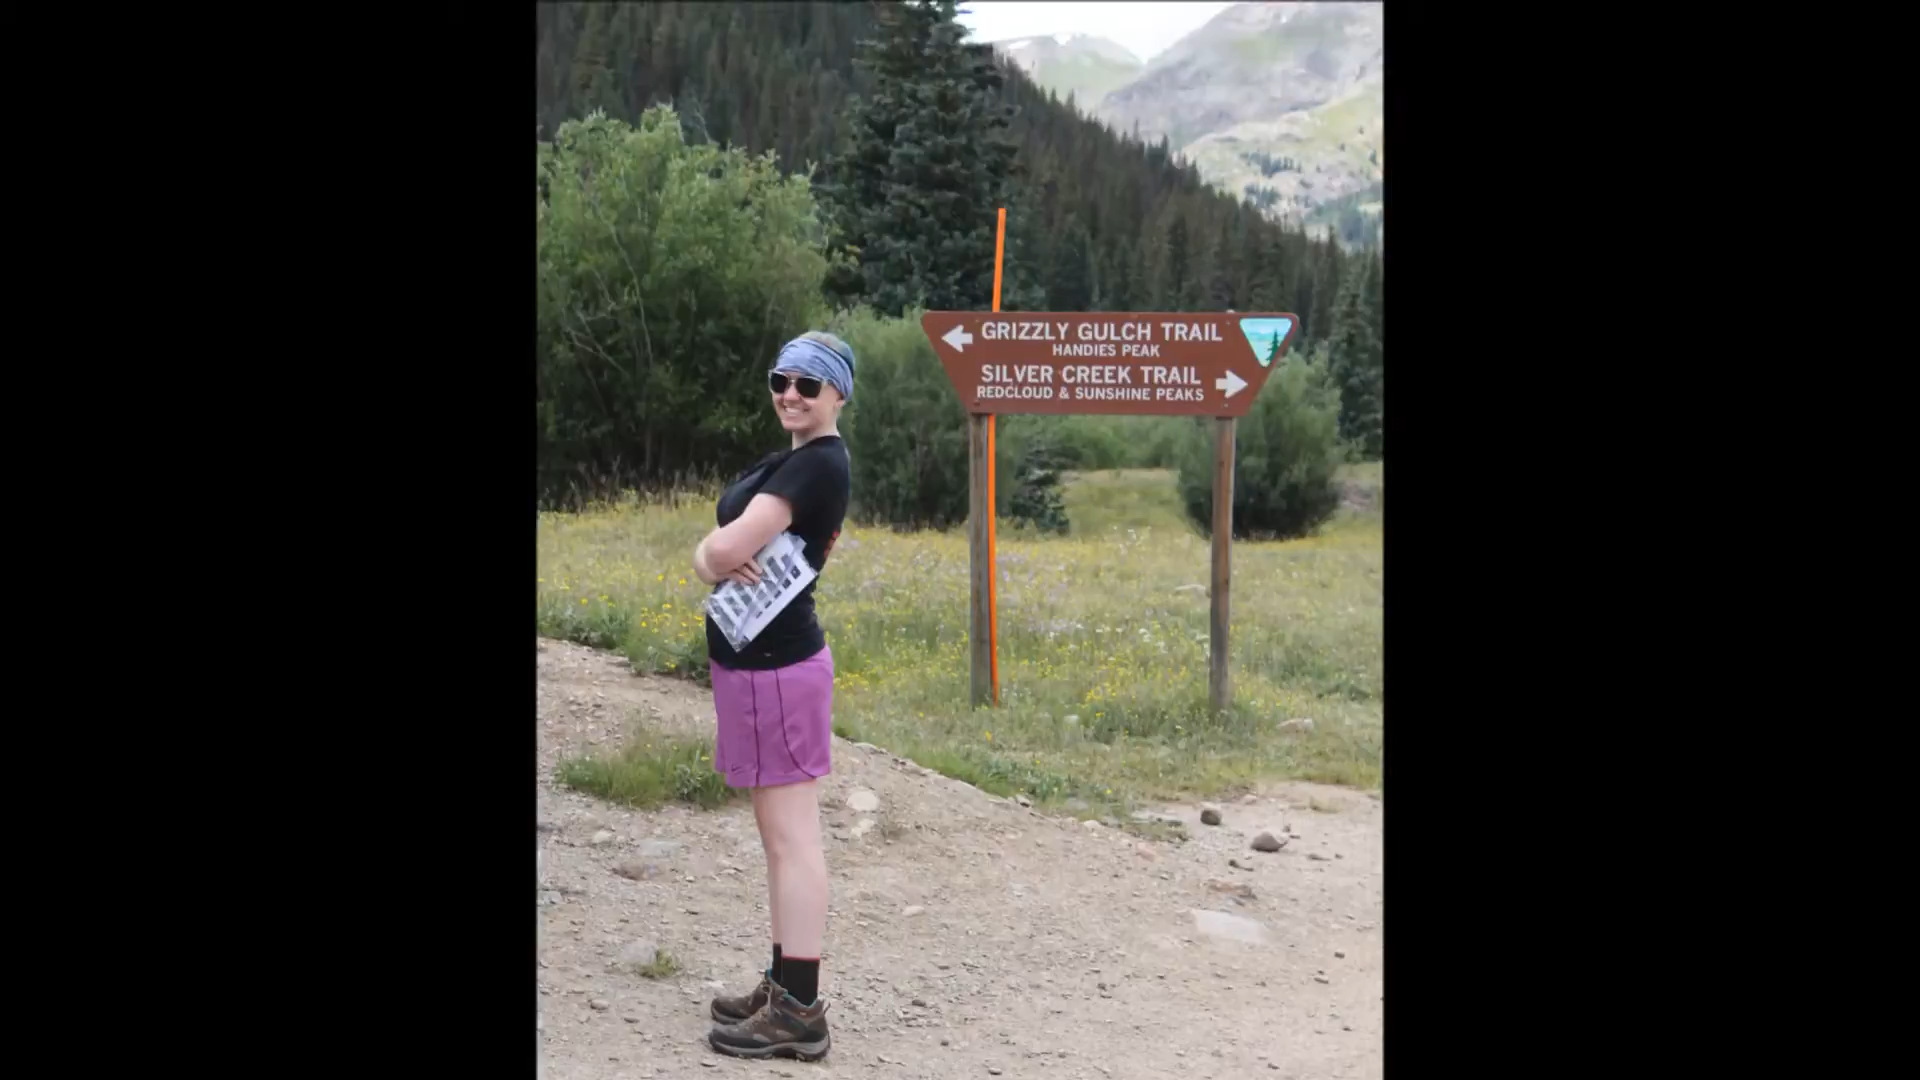 GRIZZLY GULCH TRAIL
HANDIES PEAK
SILVER CREEK TRAIL
REDCLOUD & SUNSHINE PEAKS